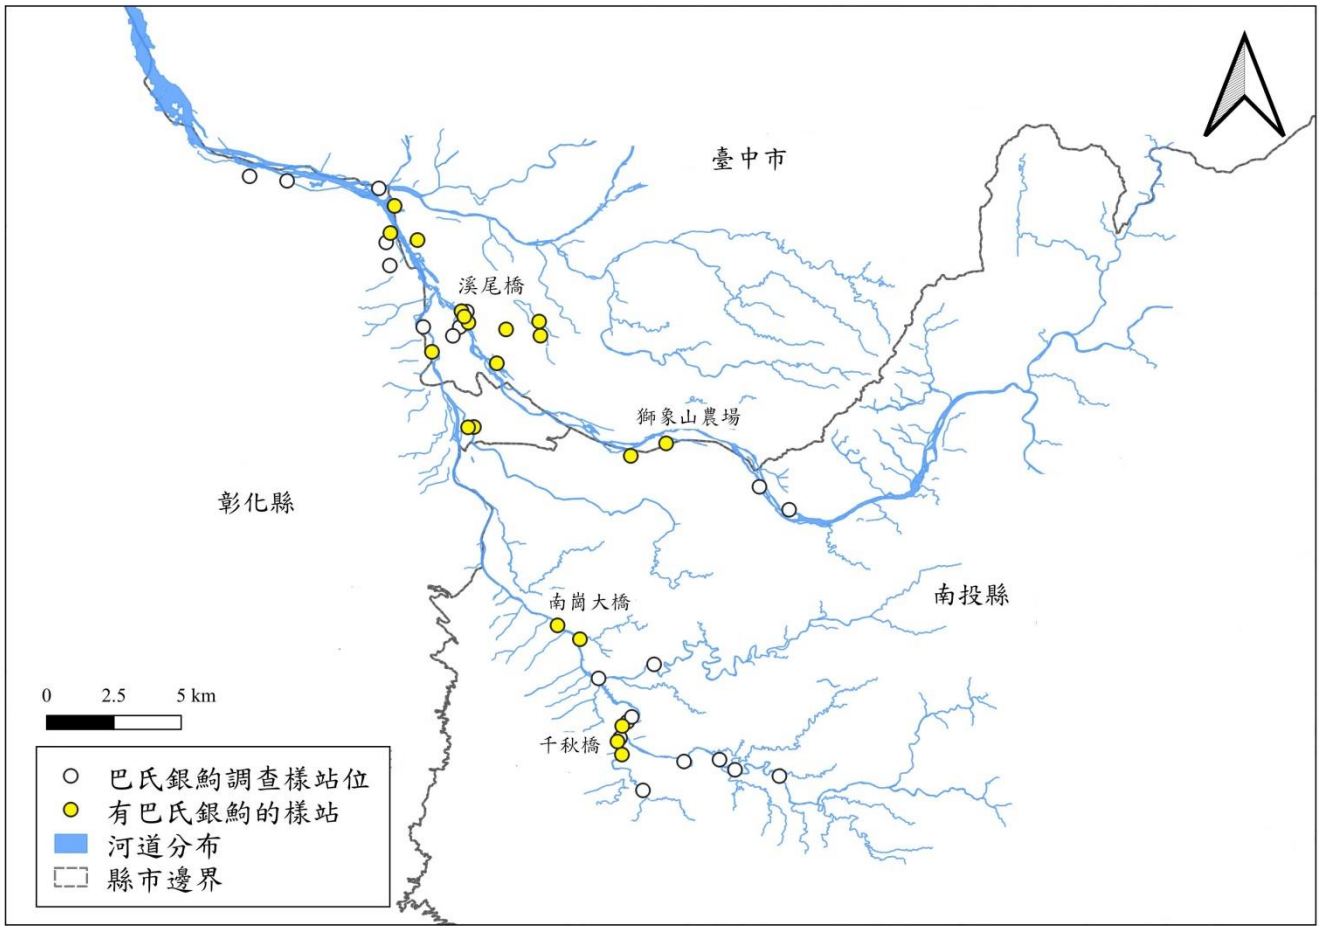 臺中市
溪尾橋
獅象山農場
彰化縣
南投縣
南崗大橋
千秋橋
0 2.5 5 km
巴氏銀鮈調查樣站位
有巴氏銀鮈的樣站
河道分布
縣市邊界